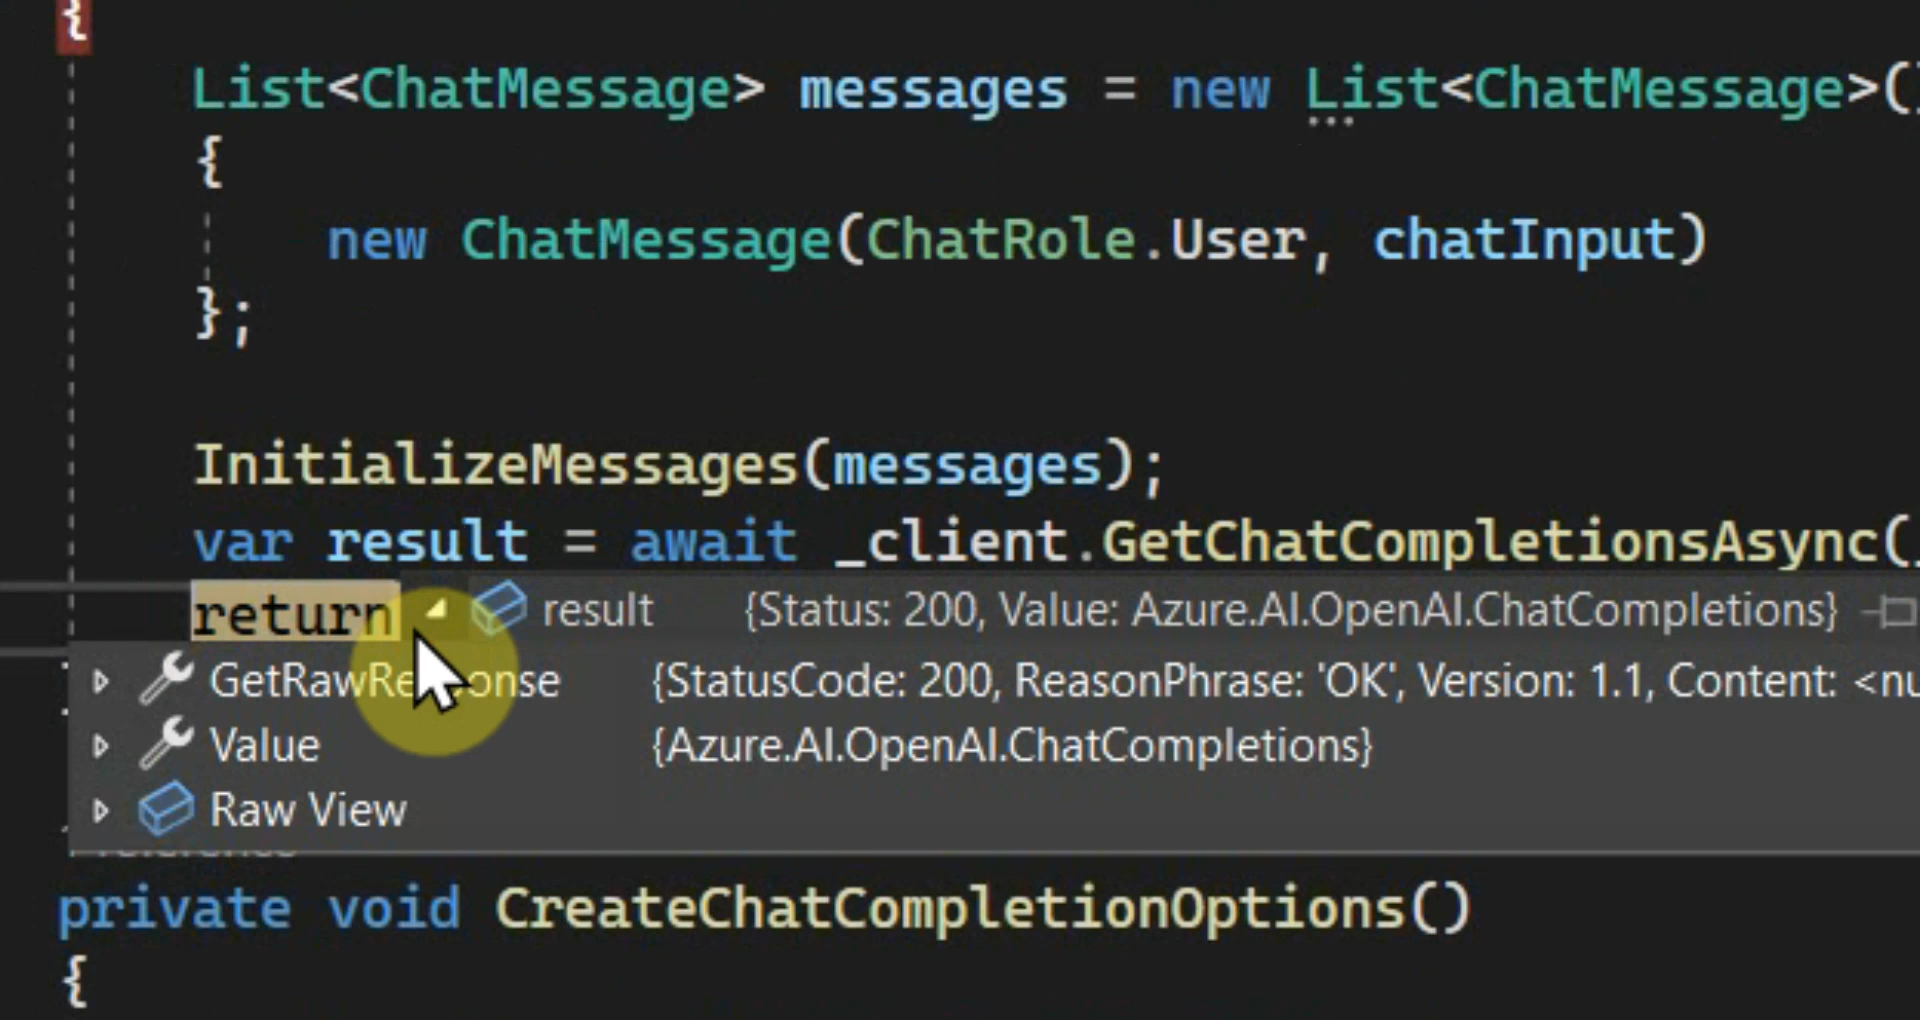 {
List<ChatMessage> messages = new List<ChatMessage>()
{
new ChatMessage(ChatRole.User, chatInput)
};
InitializeMessages(messages);
var result = await _client.GetChatCompletionsAsync(
return result {Status: 200, Value: Azure.AI.OpenAI.ChatCompletions}
GetRawResponse {StatusCode: 200, ReasonPhrase: 'OK', Version: 1.1, Content: <nu
Value {Azure.AI.OpenAI.ChatCompletions}
Raw View
private void CreateChatCompletionOptions()
{